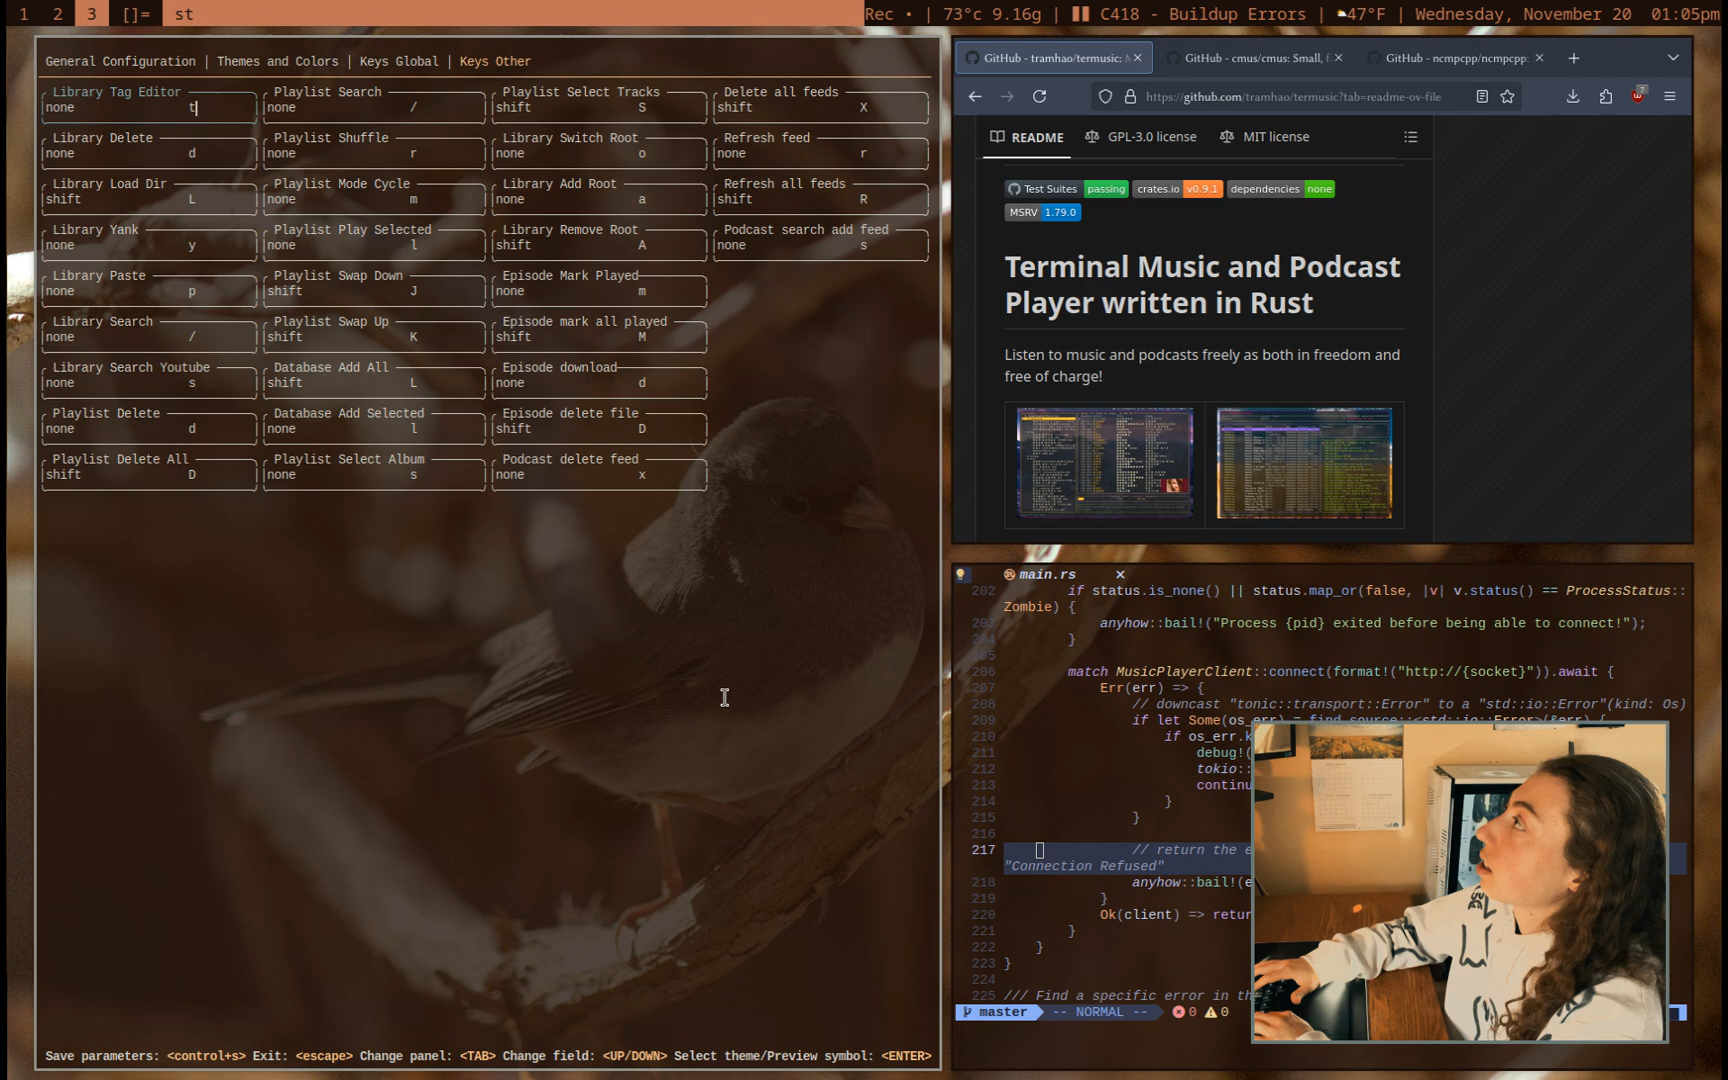 1 2 3 []= st Rec • | 73°c 9.16g | C418 - Buildup Errors | 47°F | Wednesday, November 20 01:05pm
General Configuration | Themes and Colors | Keys Global | Keys Other
Library Tag Editor Playlist Search Playlist Select Tracks Delete all feeds
none t none / shift S shift X
Library Delete Playlist Shuffle Library Switch Root Refresh feed
none d none r none o none r
Library Load Dir Playlist Mode Cycle Library Add Root Refresh all feeds
shift L none m none a shift R
Library Yank Playlist Play Selected Library Remove Root Podcast search add feed
none y none l shift A none s
Library Paste Playlist Swap Down Episode Mark Played
none p shift J none m
Library Search Playlist Swap Up Episode mark all played
none / shift K shift M
Library Search Youtube Database Add All Episode download
none s shift L none d
Playlist Delete Database Add Selected Episode delete file
none d none l shift D
Playlist Delete All Playlist Select Album Podcast delete feed
shift D none s none x
Save parameters: <control+s> Exit: <escape> Change panel: <TAB> Change field: <UP/DOWN> Select theme/Preview symbol: <ENTER>
GitHub - tramhao/termusic: GitHub - cmus/cmus: Small, GitHub - ncmpcpp/ncmpcpp:
https://github.com/tramhao/termusic?tab=readme-ov-file 7
README GPL-3.0 license MIT license
Test Suites passing crates.io v0.9.1 dependencies none
MSRV 1.79.0
Terminal Music and Podcast
Player written in Rust
Listen to music and podcasts freely as both in freedom and
free of charge!
main.rs
202 if status.is_none() || status.map_or(false, |v| v.status() == ProcessStatus::
Zombie) {
203 anyhow::bail!("Process {pid} exited before being able to connect!");
204 }
205
206 match MusicPlayerClient::connect(format!("http://{socket}")).await {
207 Err(err) => {
208 // downcast "tonic::transport::Error" to a "std::io::Error"(kind: Os)
209 if let Some(os_err) = find_source::<std::io::Error>(&err) {
210 if os_err.k
211 debug!(
212 tokio::
213 continu
214 }
215 }
216
217 // return the e
"Connection Refused"
218 anyhow::bail!(e
219 }
220 Ok(client) => retur
221 }
222 }
223 }
224
225 /// Find a specific error in th
master -- NORMAL -- 0 0